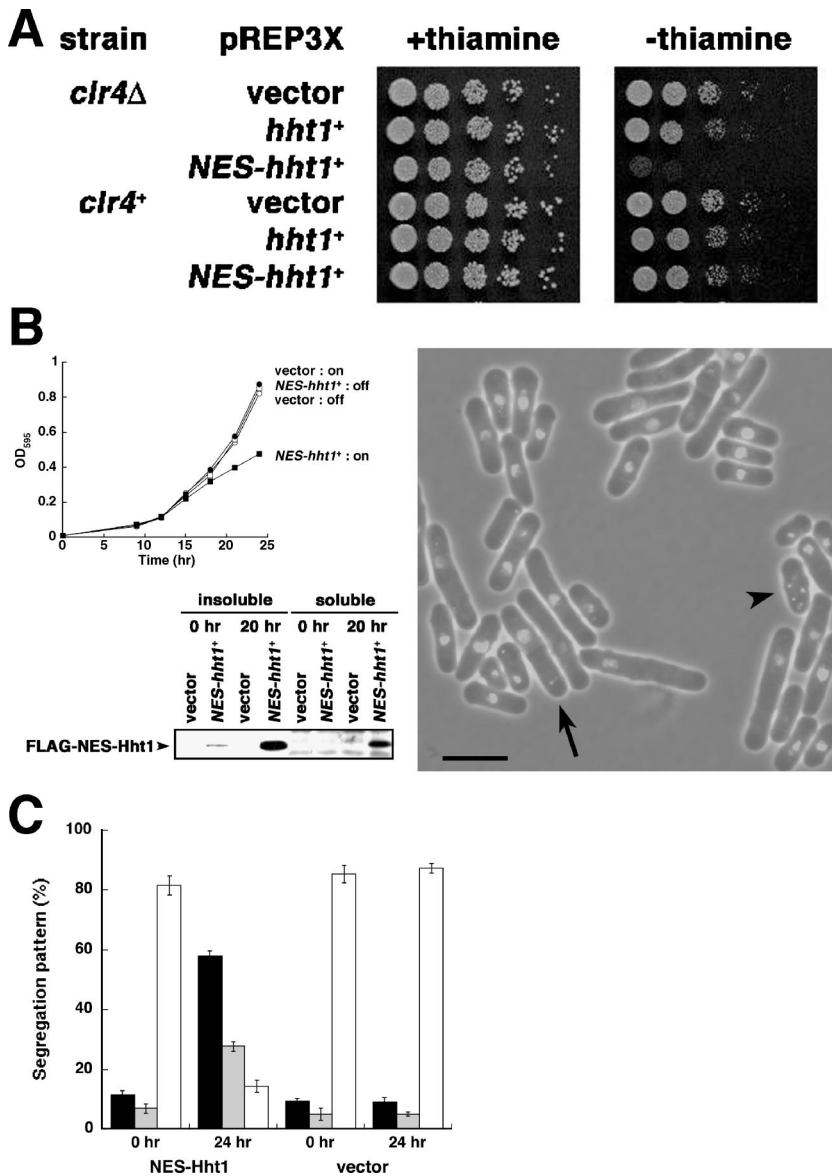 A
strain pREP3X +thiamine -thiamine
clr4Δ vector
hht1⁺
NES-hht1⁺
clr4⁺ vector
hht1⁺
NES-hht1⁺
B
1
0.8
0.6
0.4
0.2
0
OD₅₉₅
0 5 10 15 20 25
Time (hr)
vector : on
NES-hht1⁺ : off
vector : off
NES-hht1⁺ : on
insoluble soluble
0 hr 20 hr 0 hr 20 hr
vector NES-hht1⁺ vector NES-hht1⁺ vector NES-hht1⁺ vector NES-hht1⁺
FLAG-NES-Hht1
C
100
80
60
40
20
0
Segregation pattern (%)
0 hr 24 hr 0 hr 24 hr
NES-Hht1 vector